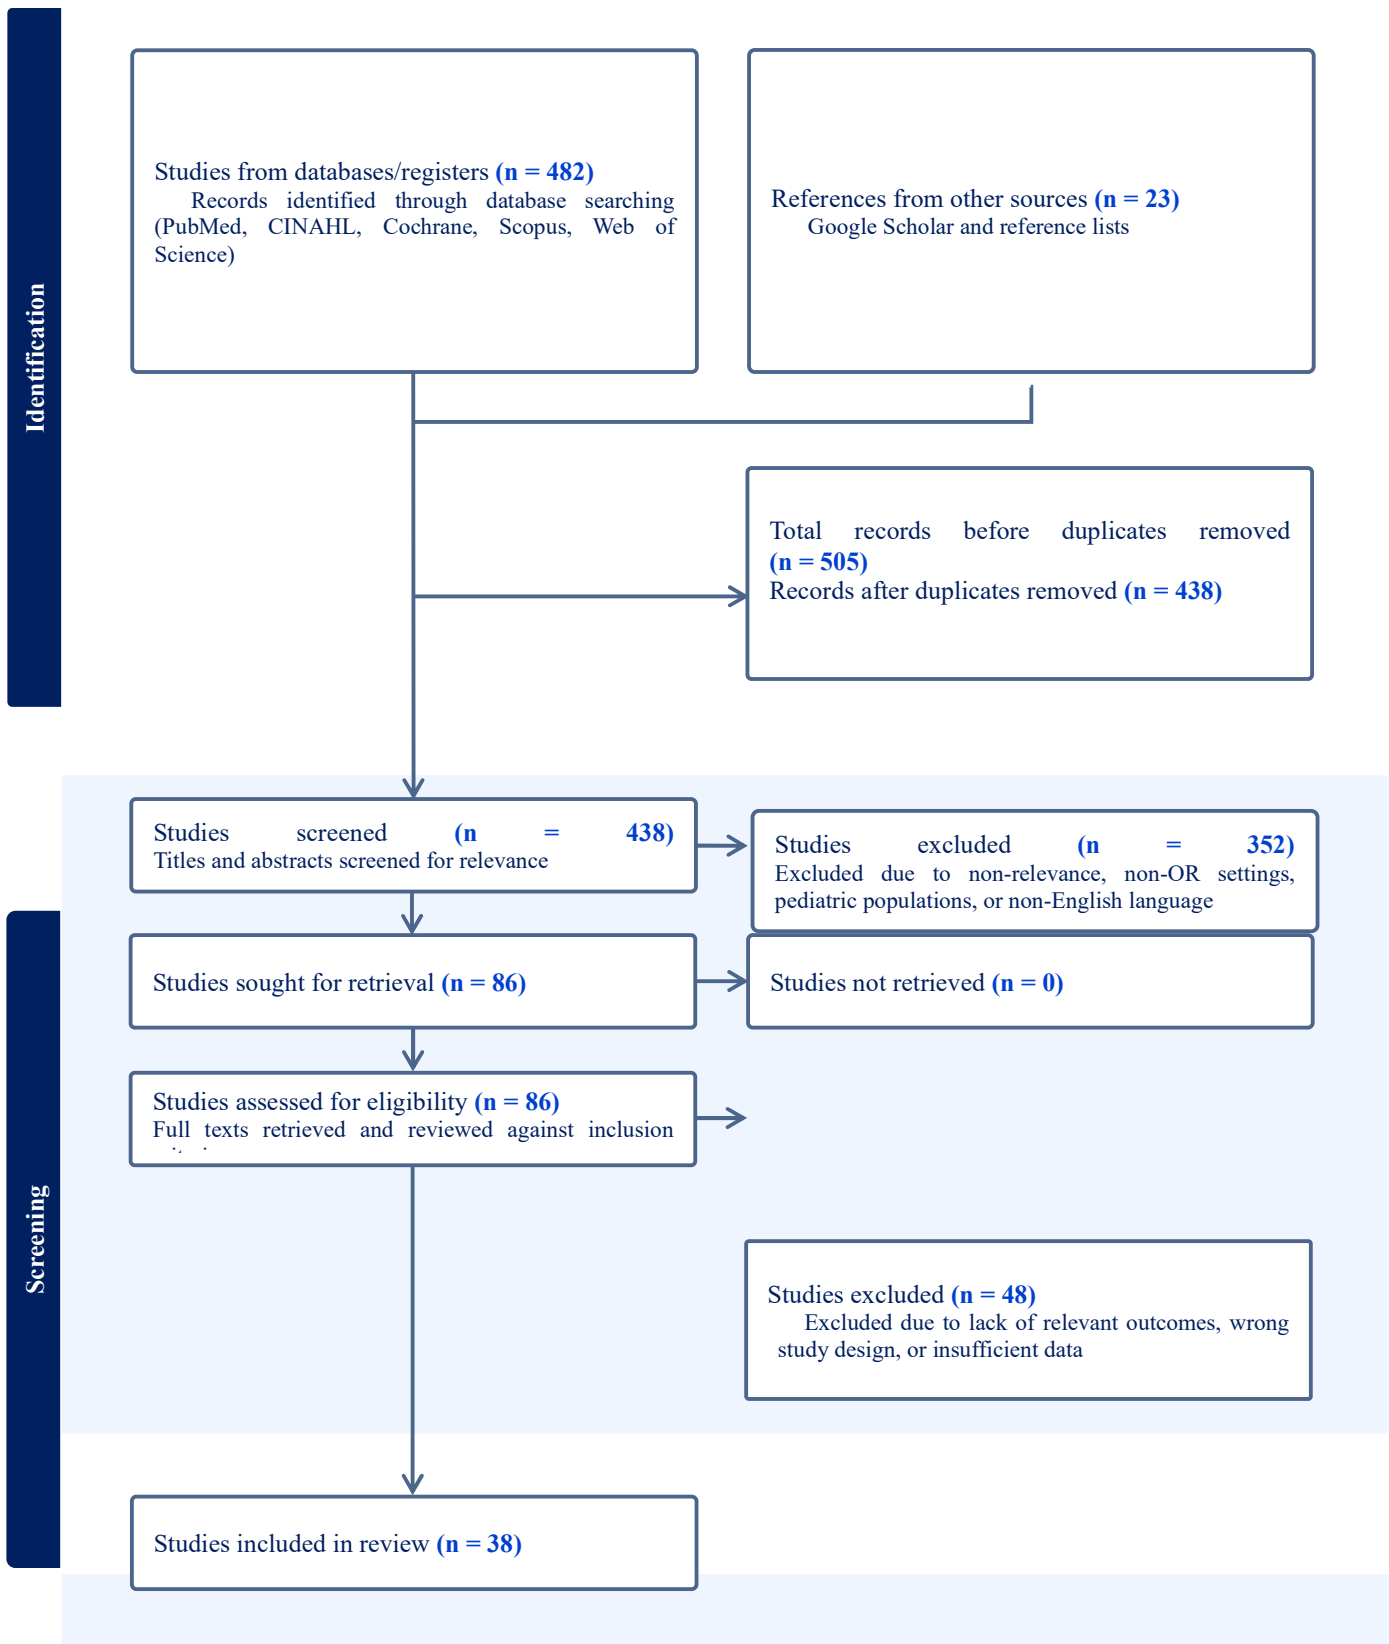 Identification
Studies from databases/registers (n = 482)
Records identified through database searching
(PubMed, CINAHL, Cochrane, Scopus, Web of
Science)
References from other sources (n = 23)
Google Scholar and reference lists
Total records before duplicates removed
(n = 505)
Records after duplicates removed (n = 438)
Screening
Studies screened (n = 438)
Titles and abstracts screened for relevance
Studies excluded (n = 352)
Excluded due to non-relevance, non-OR settings,
pediatric populations, or non-English language
Studies sought for retrieval (n = 86)
Studies not retrieved (n = 0)
Studies assessed for eligibility (n = 86)
Full texts retrieved and reviewed against inclusion
Studies excluded (n = 48)
Excluded due to lack of relevant outcomes, wrong
study design, or insufficient data
Studies included in review (n = 38)